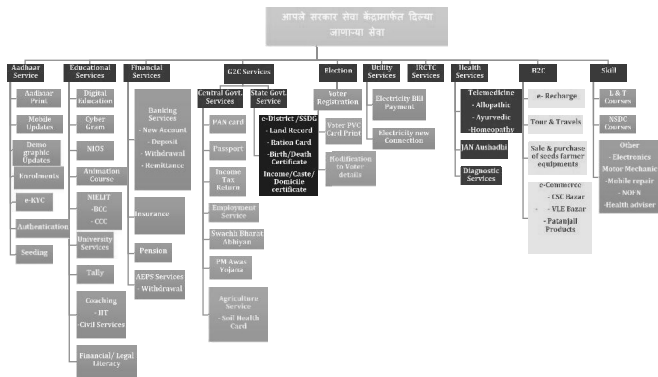 आपले सरकार सेवा केंद्रामार्फत दिल्या
जाणाऱ्या सेवा
Aadhaar
Service
Aadhaar
Print
Mobile
Updates
Demo
graphic
Updates
Enrolments
e-KYC
Authentication
Seeding
Educational
Services
Digital
Education
Cyber
Gram
NIOS
Animation
Course
NIELIT
-BCC
- CCC
University
Services
Tally
Coaching
- IIT
-Civil Services
Financial/ Legal
Literacy
Financial
Services
Banking
Services
- New Account
- Deposit
- Withdrawal
- Remittance
Insurance
Pension
AEPS Services
- Withdrawal
G2C Services
Central Govt.
Services
PAN card
Passport
Income
Tax
Return
Employment
Service
Swachh Bharat
Abhiyan
PM Awas
Yojana
Agriculture
Service
- Soil Health
Card
State Govt.
Service
e-District /SSDG
- Land Record
- Ration Card
-Birth/Death
Certificate
Income/Caste/
Domicile
certificate
Election
Voter
Registration
Voter PVC
Card Print
Modification
to Voter
details
Utility
Services
Electricity Bill
Payment
Electricity new
Connection
IRCTC
Services
Health
Services
Telemedicine
- Allopathic
- Ayurvedic
-Homeopathy
JAN Aushadhi
Diagnostic
Services
B2C
e- Recharge
Tour & Travels
Sale & purchase
of seeds farmer
equipments
e-Commerce
- CSC Bazar
- VLE Bazar
- Patanjali
Products
Skill
L & T
Courses
NSDC
Courses
Other
- Electronics
Motor Mechanic
-Mobile repair
- NOFN
-Health adviser